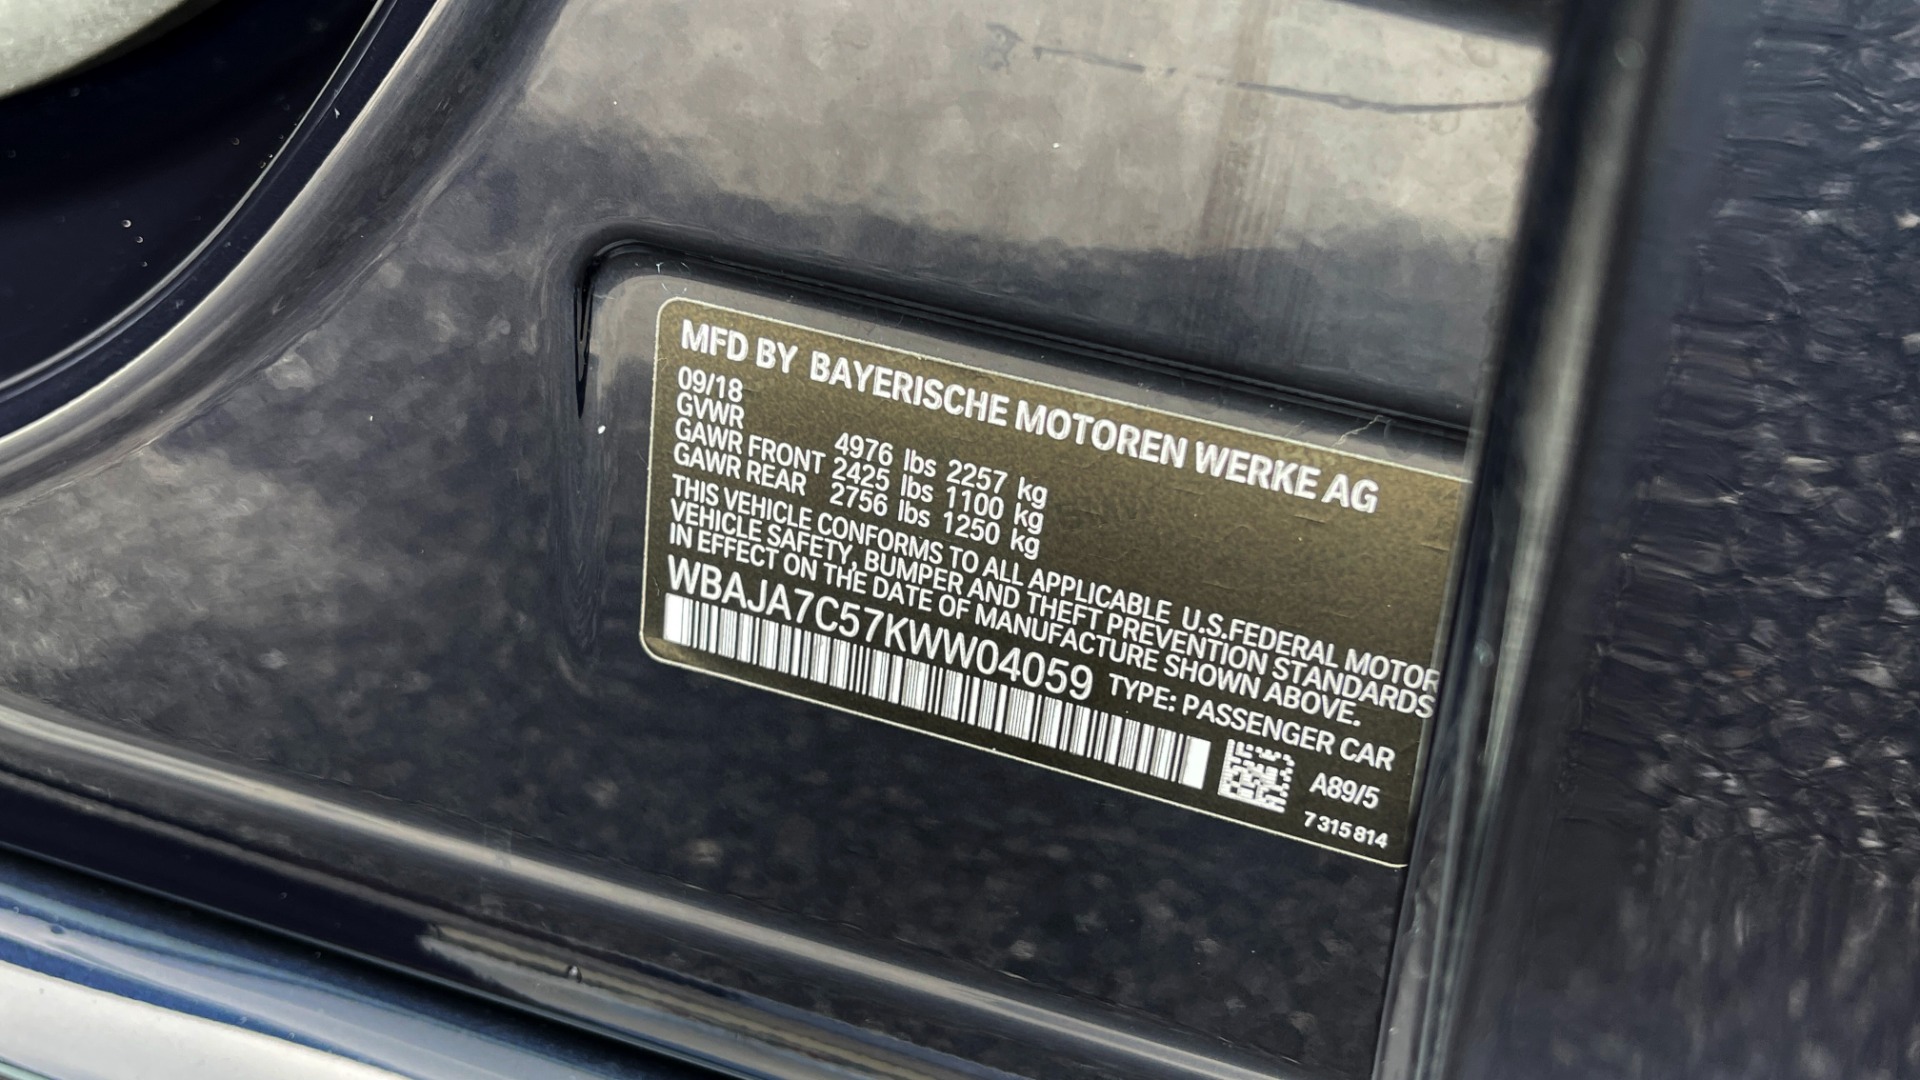 MFD BY BAYERISCHE MOTOREN WERKE AG
09/18
GVWR 4976 lbs 2257 kg
GAWR FRONT 2425 lbs 1100 kg
GAWR REAR 2756 lbs 1250 kg
THIS VEHICLE CONFORMS TO ALL APPLICABLE U.S.FEDERAL MOTOR
VEHICLE SAFETY, BUMPER AND THEFT PREVENTION STANDARDS
IN EFFECT ON THE DATE OF MANUFACTURE SHOWN ABOVE.
WBAJA7C57KWW04059 TYPE: PASSENGER CAR
A89/5
7 315 814